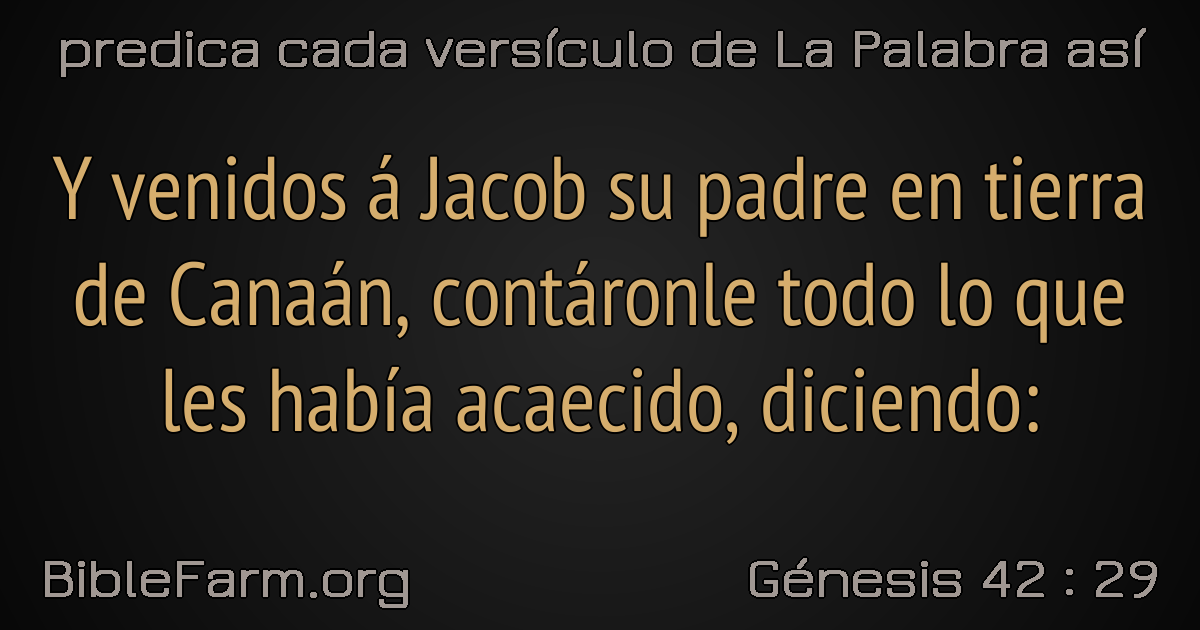 predica cada versículo de La Palabra así
Y venidos á Jacob su padre en tierra
de Canaán, contáronle todo lo que
les había acaecido, diciendo:
BibleFarm.org
Génesis 42 : 29